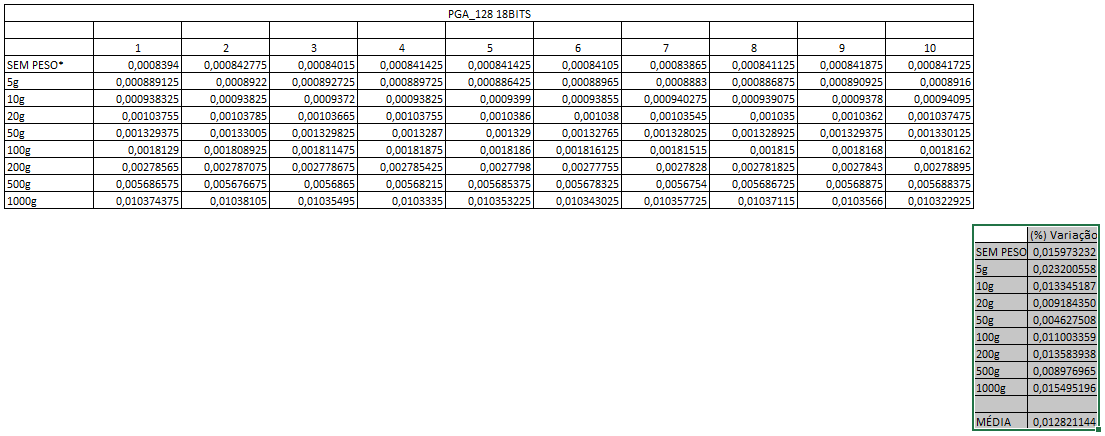 PGA_128 18BITS
1 2 3 4 5 6 7 8 9 10
SEM PESO* 0,0008394 0,000842775 0,00084015 0,000841425 0,000841425 0,00084105 0,00083865 0,000841125 0,000841875 0,000841725
5g 0,000889125 0,0008922 0,000892725 0,000889725 0,000886425 0,00088965 0,0008883 0,000886875 0,000890925 0,0008916
10g 0,000938325 0,00093825 0,0009372 0,00093825 0,0009399 0,00093855 0,000940275 0,000939075 0,0009378 0,00094095
20g 0,00103755 0,00103785 0,00103665 0,00103755 0,0010386 0,001038 0,00103545 0,001035 0,0010362 0,001037475
50g 0,001329375 0,00133005 0,001329825 0,0013287 0,001329 0,00132765 0,001328025 0,001328925 0,001329375 0,001330125
100g 0,0018129 0,001808925 0,001811475 0,00181875 0,0018186 0,001816125 0,00181515 0,001815 0,0018168 0,0018162
200g 0,00278565 0,002787075 0,002778675 0,002785425 0,0027798 0,00277755 0,0027828 0,002781825 0,0027843 0,00278895
500g 0,005686575 0,005676675 0,0056865 0,00568215 0,005685375 0,005678325 0,0056754 0,005686725 0,00568875 0,005688375
1000g 0,010374375 0,01038105 0,01035495 0,0103335 0,010353225 0,010343025 0,010357725 0,01037115 0,0103566 0,010322925
(%) Variação
SEM PESO 0,015973232
5g 0,023200558
10g 0,013345187
20g 0,009184350
50g 0,004627508
100g 0,011003359
200g 0,013583938
500g 0,008976965
1000g 0,015495196
MÉDIA 0,012821144